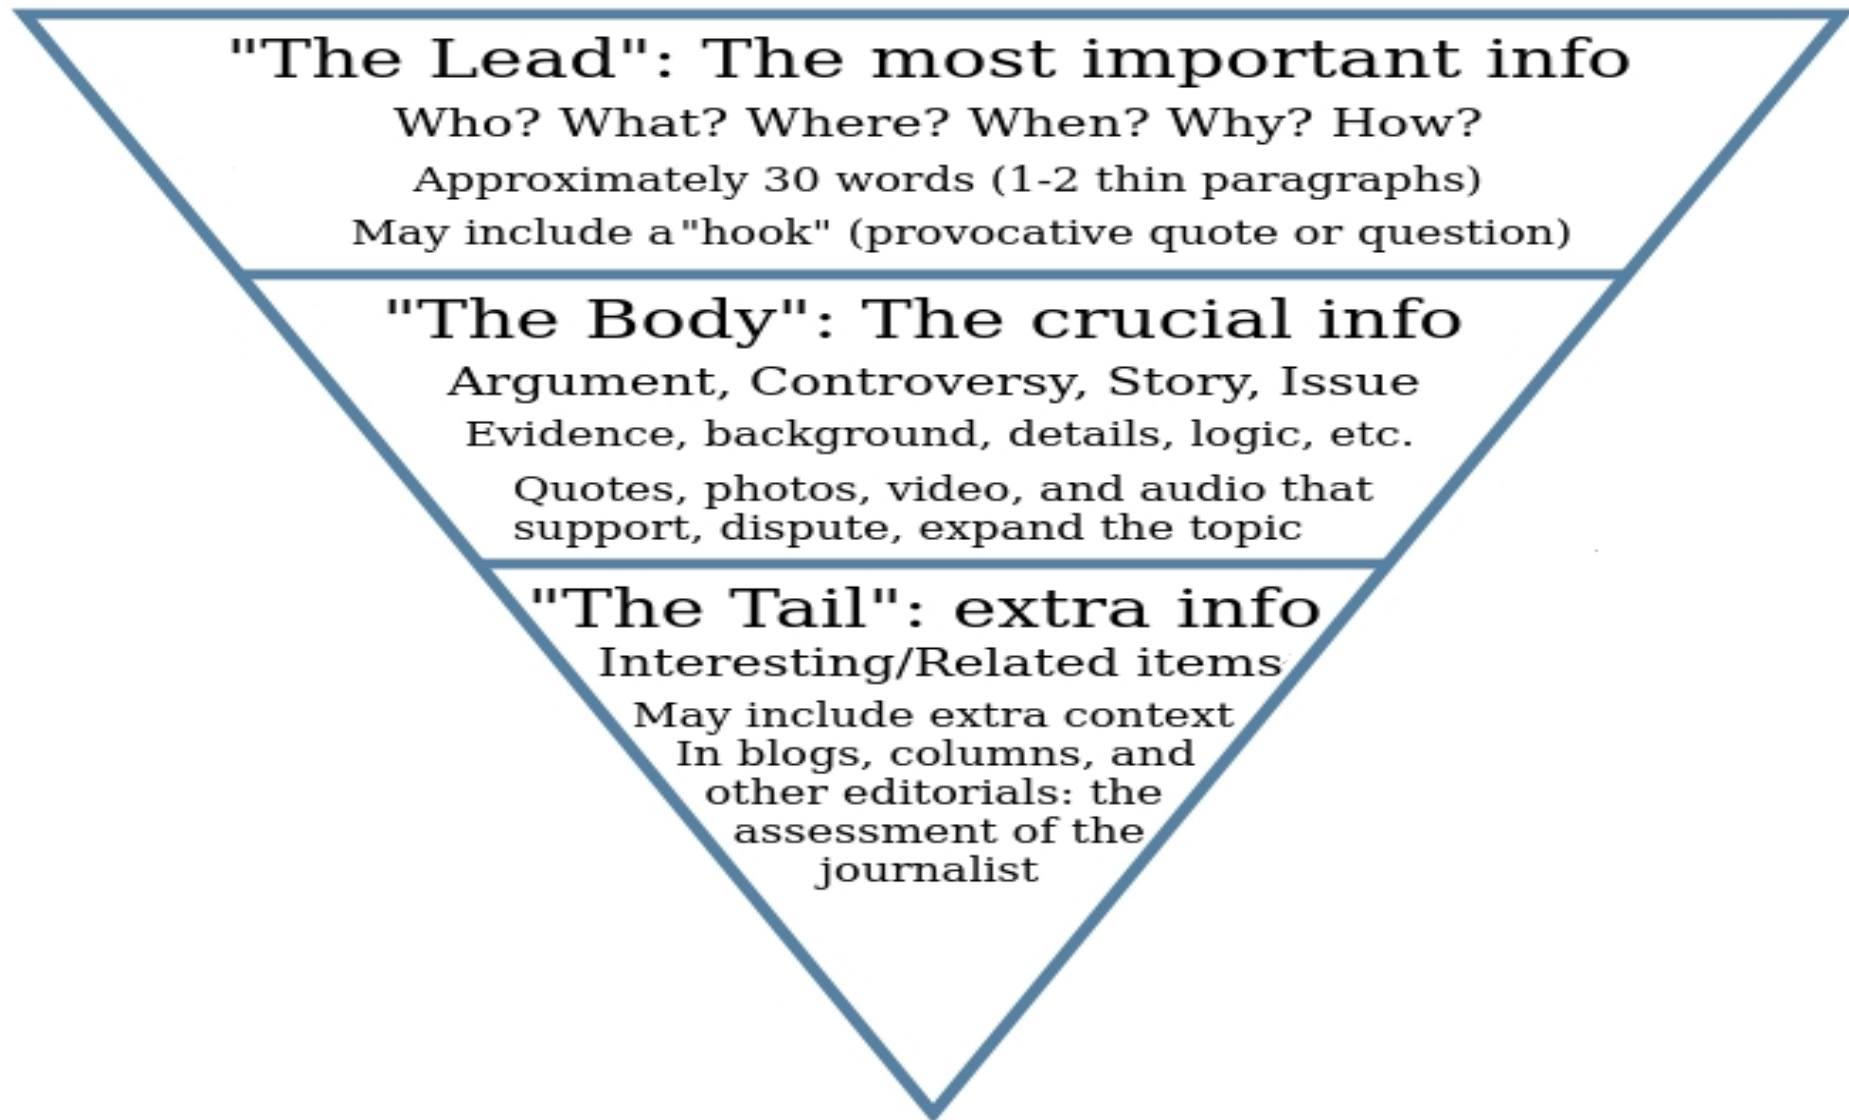 "The Lead": The most important info
Who? What? Where? When? Why? How?
Approximately 30 words (1-2 thin paragraphs)
May include a "hook" (provocative quote or question)
"The Body": The crucial info
Argument, Controversy, Story, Issue
Evidence, background, details, logic, etc.
Quotes, photos, video, and audio that
support, dispute, expand the topic
"The Tail": extra info
Interesting/Related items
May include extra context
In blogs, columns, and
other editorials: the
assessment of the
journalist